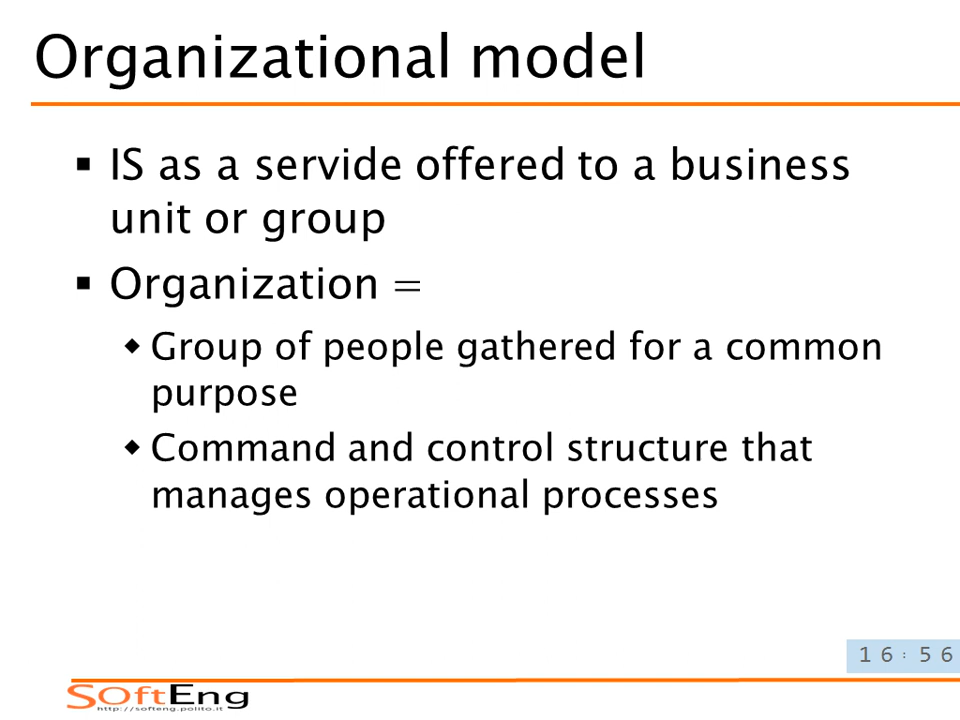 Organizational model
▪ IS as a servide offered to a business
unit or group
▪ Organization =
◆ Group of people gathered for a common
purpose
◆ Command and control structure that
manages operational processes
16:56
SOftEng
http://softeng.polito.it